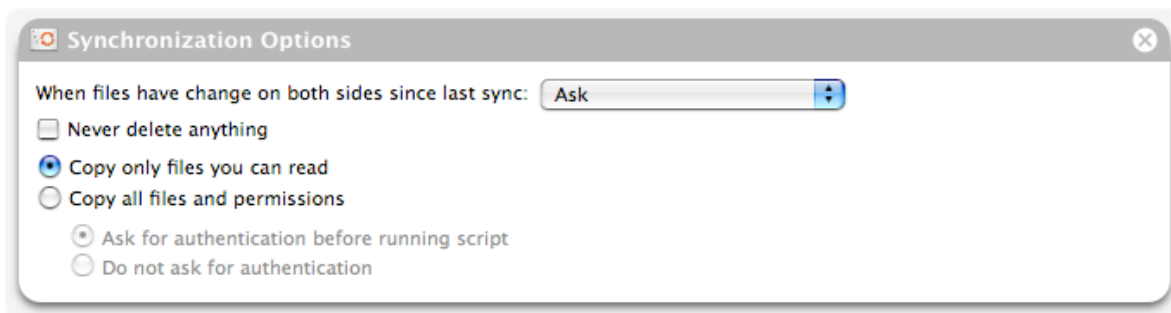 Synchronization Options
When files have change on both sides since last sync: Ask
Never delete anything
Copy only files you can read
Copy all files and permissions
Ask for authentication before running script
Do not ask for authentication